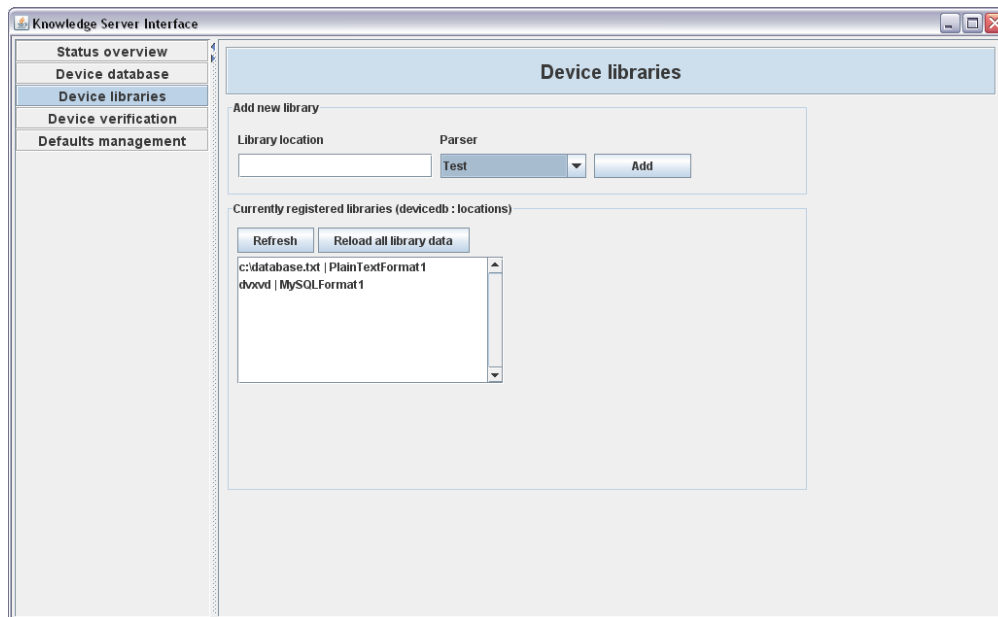 Knowledge Server Interface
Status overview
Device database
Device libraries
Device verification
Defaults management
Device libraries
Add new library
Library location
Parser
Test
Add
Currently registered libraries (devicedb : locations)
Refresh
Reload all library data
c:\database.txt | PlainTextFormat1
dvxvd | MySQLFormat1